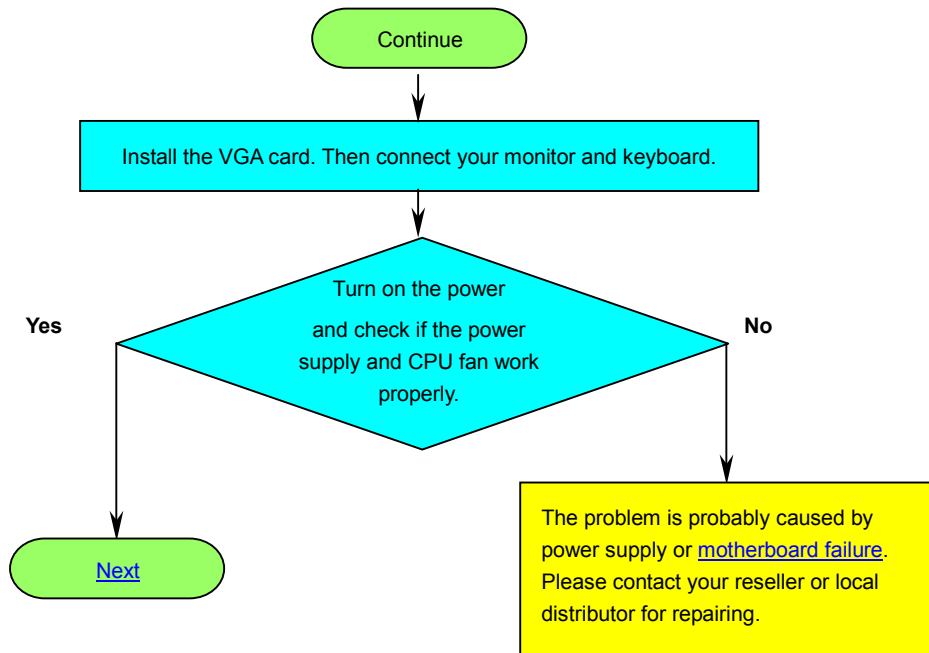 Continue
Install the VGA card. Then connect your monitor and keyboard.
Turn on the power
and check if the power
supply and CPU fan work
properly.
Yes
No
Next
The problem is probably caused by
power supply or motherboard failure.
Please contact your reseller or local
distributor for repairing.